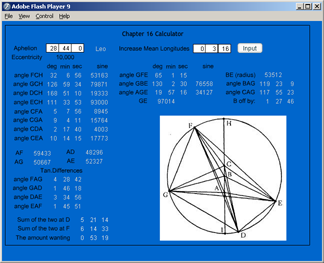 Adobe Flash Player 9
File View Control Help
Chapter 16 Calculator
Aphelion 28 44 0 Leo Increase Mean Longitudes 0 3 16 Input
Eccentricity 10,000
deg min sec sine deg min sec sine
angle FCH 32 6 56 53163 angle GFE 65 1 15 BE (radius) 53512
angle GCH 126 59 34 79871 angle GBE 130 2 30 76558 angle GAG 119 23 9
angle DCH 168 51 10 19333 angle AGE 19 57 16 34127 angle CAG 117 55 23
angle ECH 111 33 53 93000 GE 97014 B off by: 1 27 46
angle CFA 5 7 58 8945
angle CGA 9 4 11 15764
angle CDA 2 17 40 4003
angle CEA 10 14 15 17773
AF 59433 AD 49296
AG 50667 AE 52327
Tan.Differences
angle FAG 4 28 42
angle GAD 1 46 18
angle DAE 3 34 56
angle EAF 1 45 51
Sum of the two at G 5 21 14
Sum of the two at F 6 14 33
The amount wanting 0 53 19
F
H
C
B
A
G
E
I
D